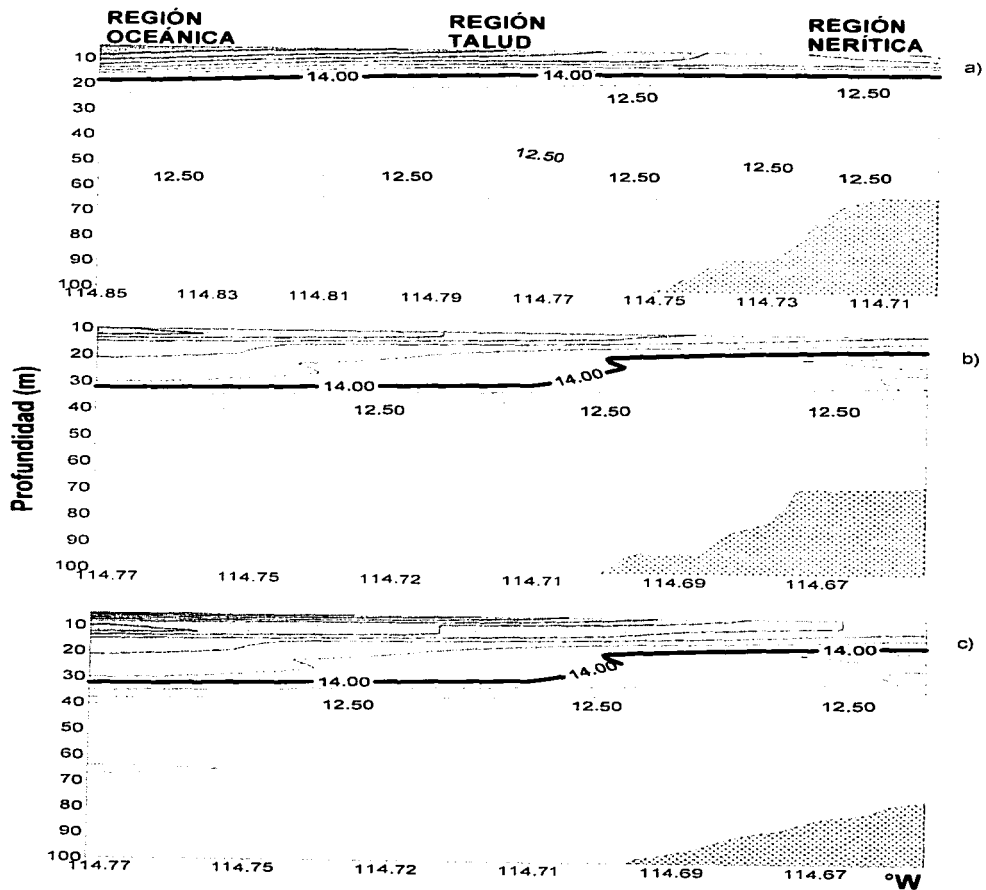 REGIÓN OCEÁNICA
REGIÓN TALUD
REGIÓN NERÍTICA
Profundidad (m)
a)
10
20
30
40
50
60
70
80
90
100
14.00 14.00
12.50 12.50
12.50 12.50 12.50 12.50 12.50 12.50
114.85 114.83 114.81 114.79 114.77 114.75 114.73 114.71
b)
10
20
30
40
50
60
70
80
90
100
14.00 14.00
12.50 12.50 12.50
114.77 114.75 114.72 114.71 114.69 114.67
c)
10
20
30
40
50
60
70
80
90
100
14.00 14.00 14.00
12.50 12.50 12.50
114.77 114.75 114.72 114.71 114.69 114.67
°W